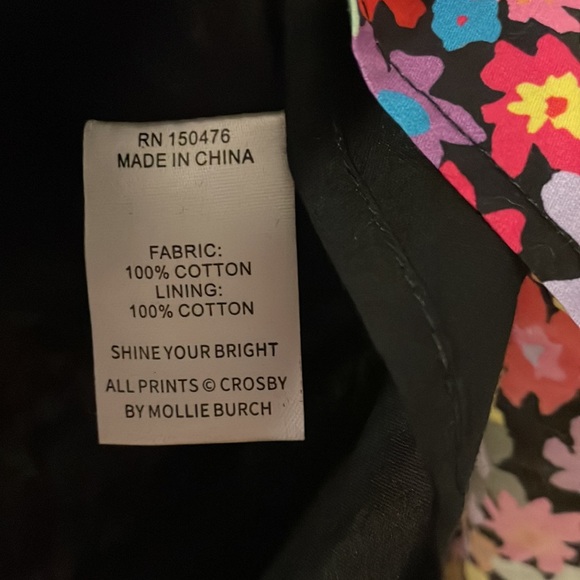 RN 150476
MADE IN CHINA
FABRIC:
100% COTTON
LINING:
100% COTTON
SHINE YOUR BRIGHT
ALL PRINTS © CROSBY
BY MOLLIE BURCH